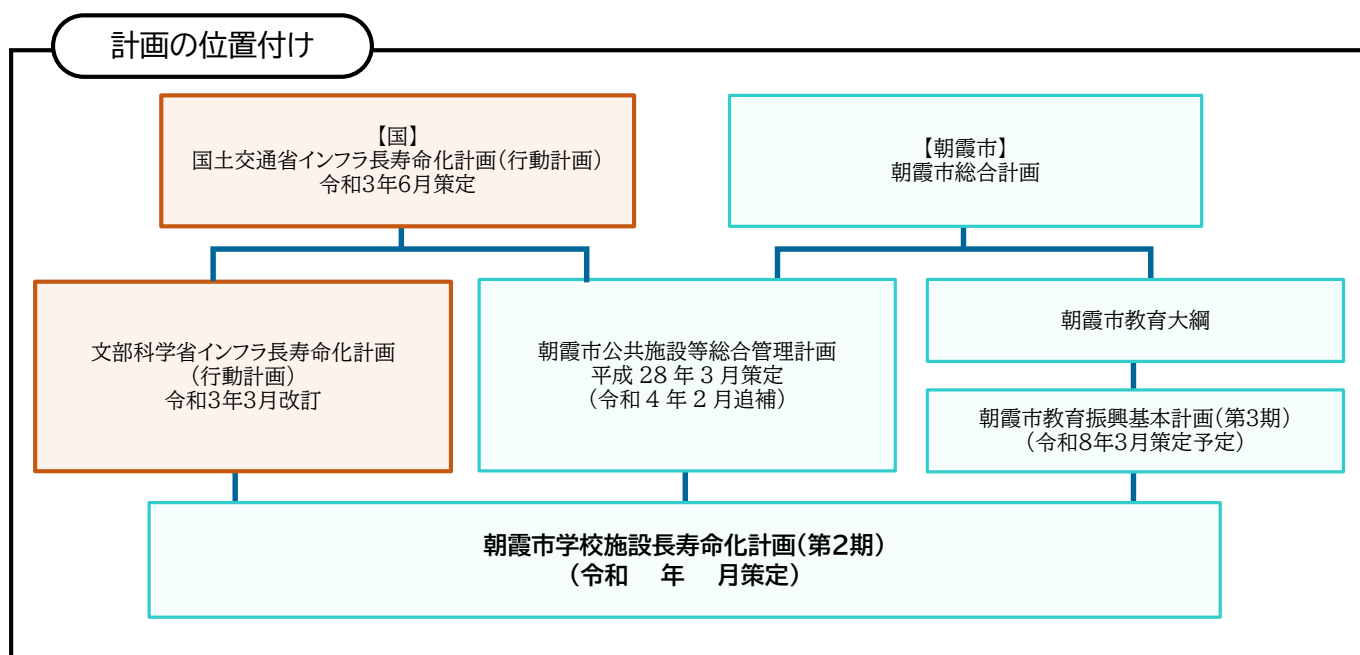 計画の位置付け
【国】
国土交通省インフラ長寿命化計画(行動計画)
令和3年6月策定
【朝霞市】
朝霞市総合計画
文部科学省インフラ長寿命化計画
(行動計画)
令和3年3月改訂
朝霞市公共施設等総合管理計画
平成 28 年 3 月策定
(令和 4 年 2 月追補)
朝霞市教育大綱
朝霞市教育振興基本計画(第3期)
(令和8年3月策定予定)
朝霞市学校施設長寿命化計画(第2期)
(令和　年　月策定)